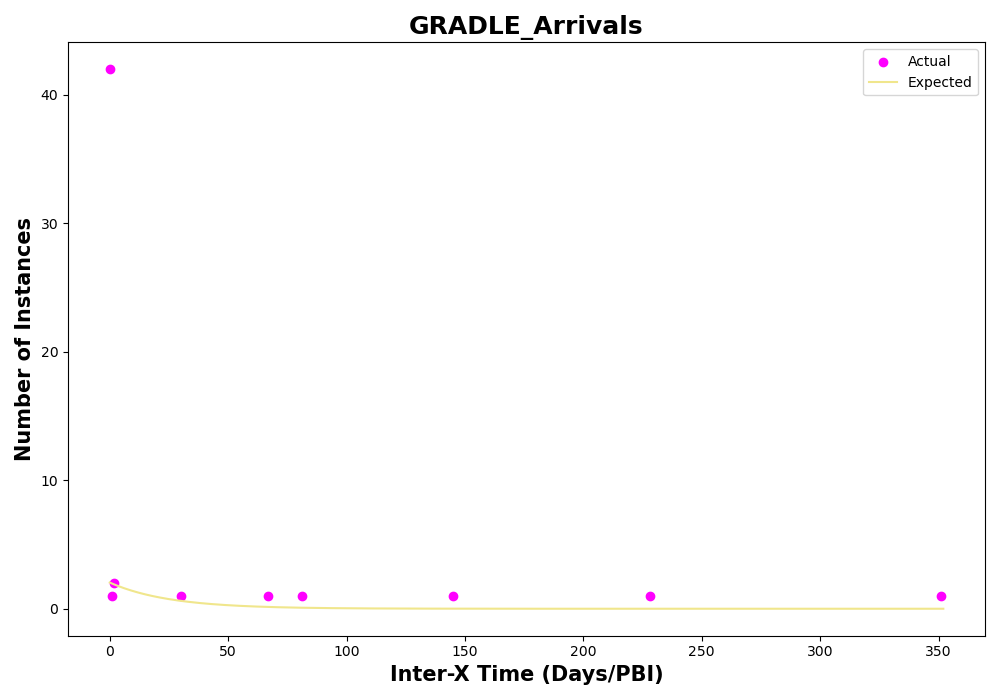 GRADLE_Arrivals
Actual
Expected
Number of Instances
40
30
20
10
0
0
50
100
150
200
250
300
350
Inter-X Time (Days/PBI)